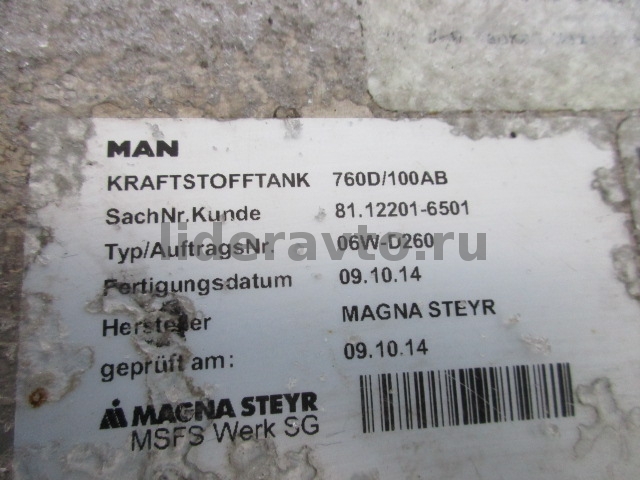 MAN
KRAFTSTOFFTANK 760D/100AB
SachNr.Kunde 81.12201-6501
Typ/AuftragsNr. 06W-D260
Fertigungsdatum 09.10.14
Hersteller MAGNA STEYR
geprüft am: 09.10.14
MAGNA STEYR
MSFS Werk SG
lideravto.ru